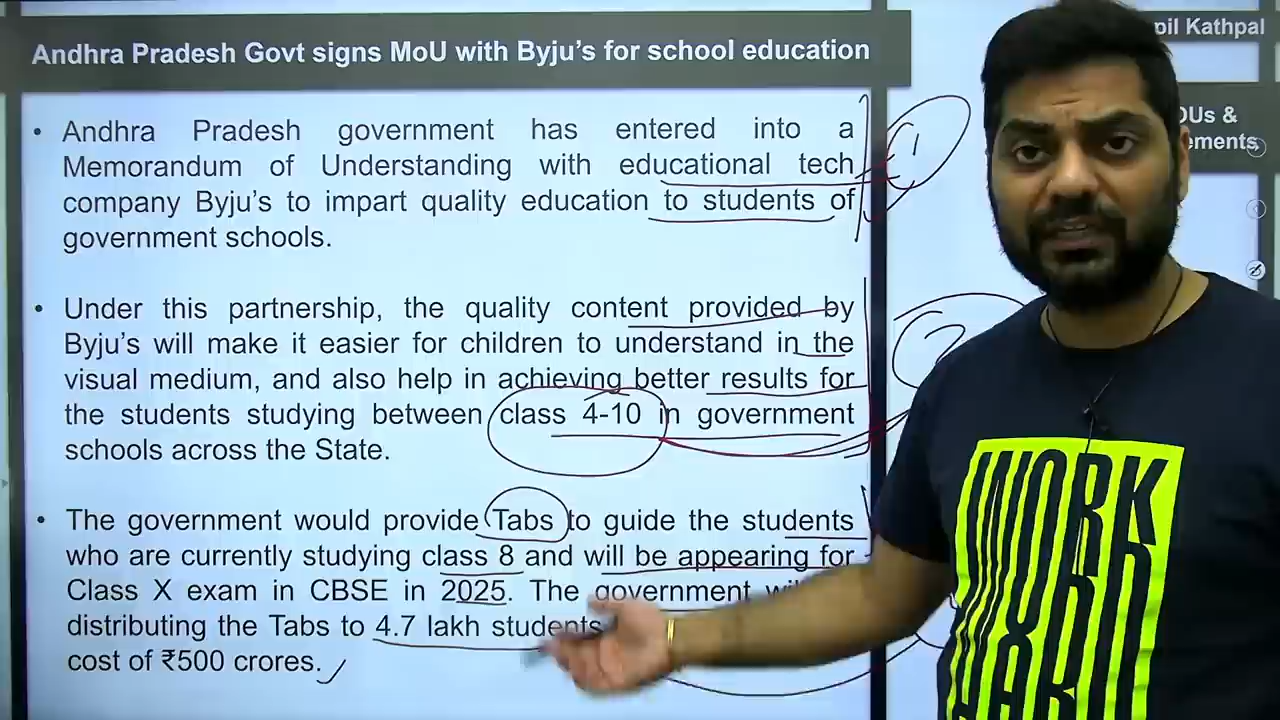 Andhra Pradesh Govt signs MoU with Byju's for school education
pil Kathpal
OUs &
ements
• Andhra Pradesh government has entered into a
Memorandum of Understanding with educational tech
company Byju's to impart quality education to students of
government schools.
1
• Under this partnership, the quality content provided by
Byju's will make it easier for children to understand in the
visual medium, and also help in achieving better results for
the students studying between class 4-10 in government
schools across the State.
2
• The government would provide Tabs to guide the students
who are currently studying class 8 and will be appearing for
Class X exam in CBSE in 2025. The government
distributing the Tabs to 4.7 lakh students
cost of ₹500 crores.
WORK
HARD